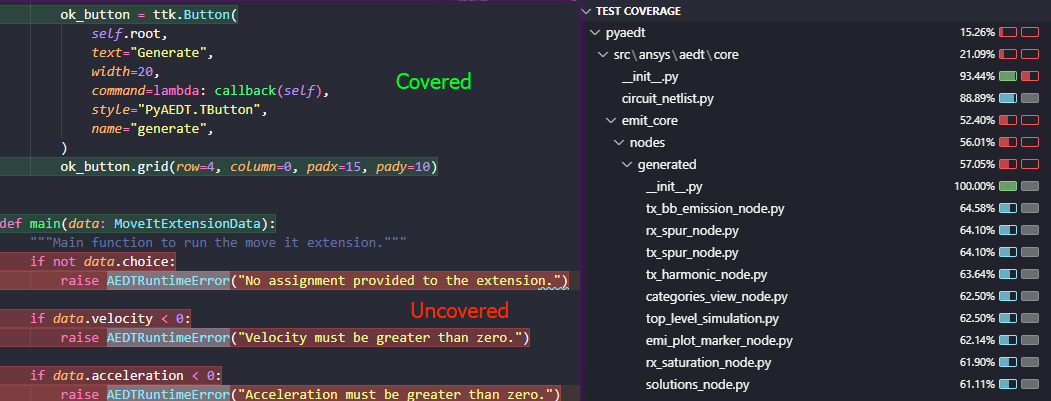 ok_button = ttk.Button(
self.root,
text="Generate",
width=20,
command=lambda: callback(self),
style="PyAEDT.TButton",
name="generate",
)
ok_button.grid(row=4, column=0, padx=15, pady=10)
Covered
def main(data: MoveItExtensionData):
"""Main function to run the move it extension."""
if not data.choice:
raise AEDTRuntimeError("No assignment provided to the extension.")
Uncovered
if data.velocity < 0:
raise AEDTRuntimeError("Velocity must be greater than zero.")
if data.acceleration < 0:
raise AEDTRuntimeError("Acceleration must be greater than zero.")
TEST COVERAGE
pyaedt 15.26%
src\ansys\aedt\core 21.09%
__init__.py 93.44%
circuit_netlist.py 88.89%
emit_core 52.40%
nodes 56.01%
generated 57.05%
__init__.py 100.00%
tx_bb_emission_node.py 64.58%
rx_spur_node.py 64.10%
tx_spur_node.py 64.10%
tx_harmonic_node.py 63.64%
categories_view_node.py 62.50%
top_level_simulation.py 62.50%
emi_plot_marker_node.py 62.14%
rx_saturation_node.py 61.90%
solutions_node.py 61.11%